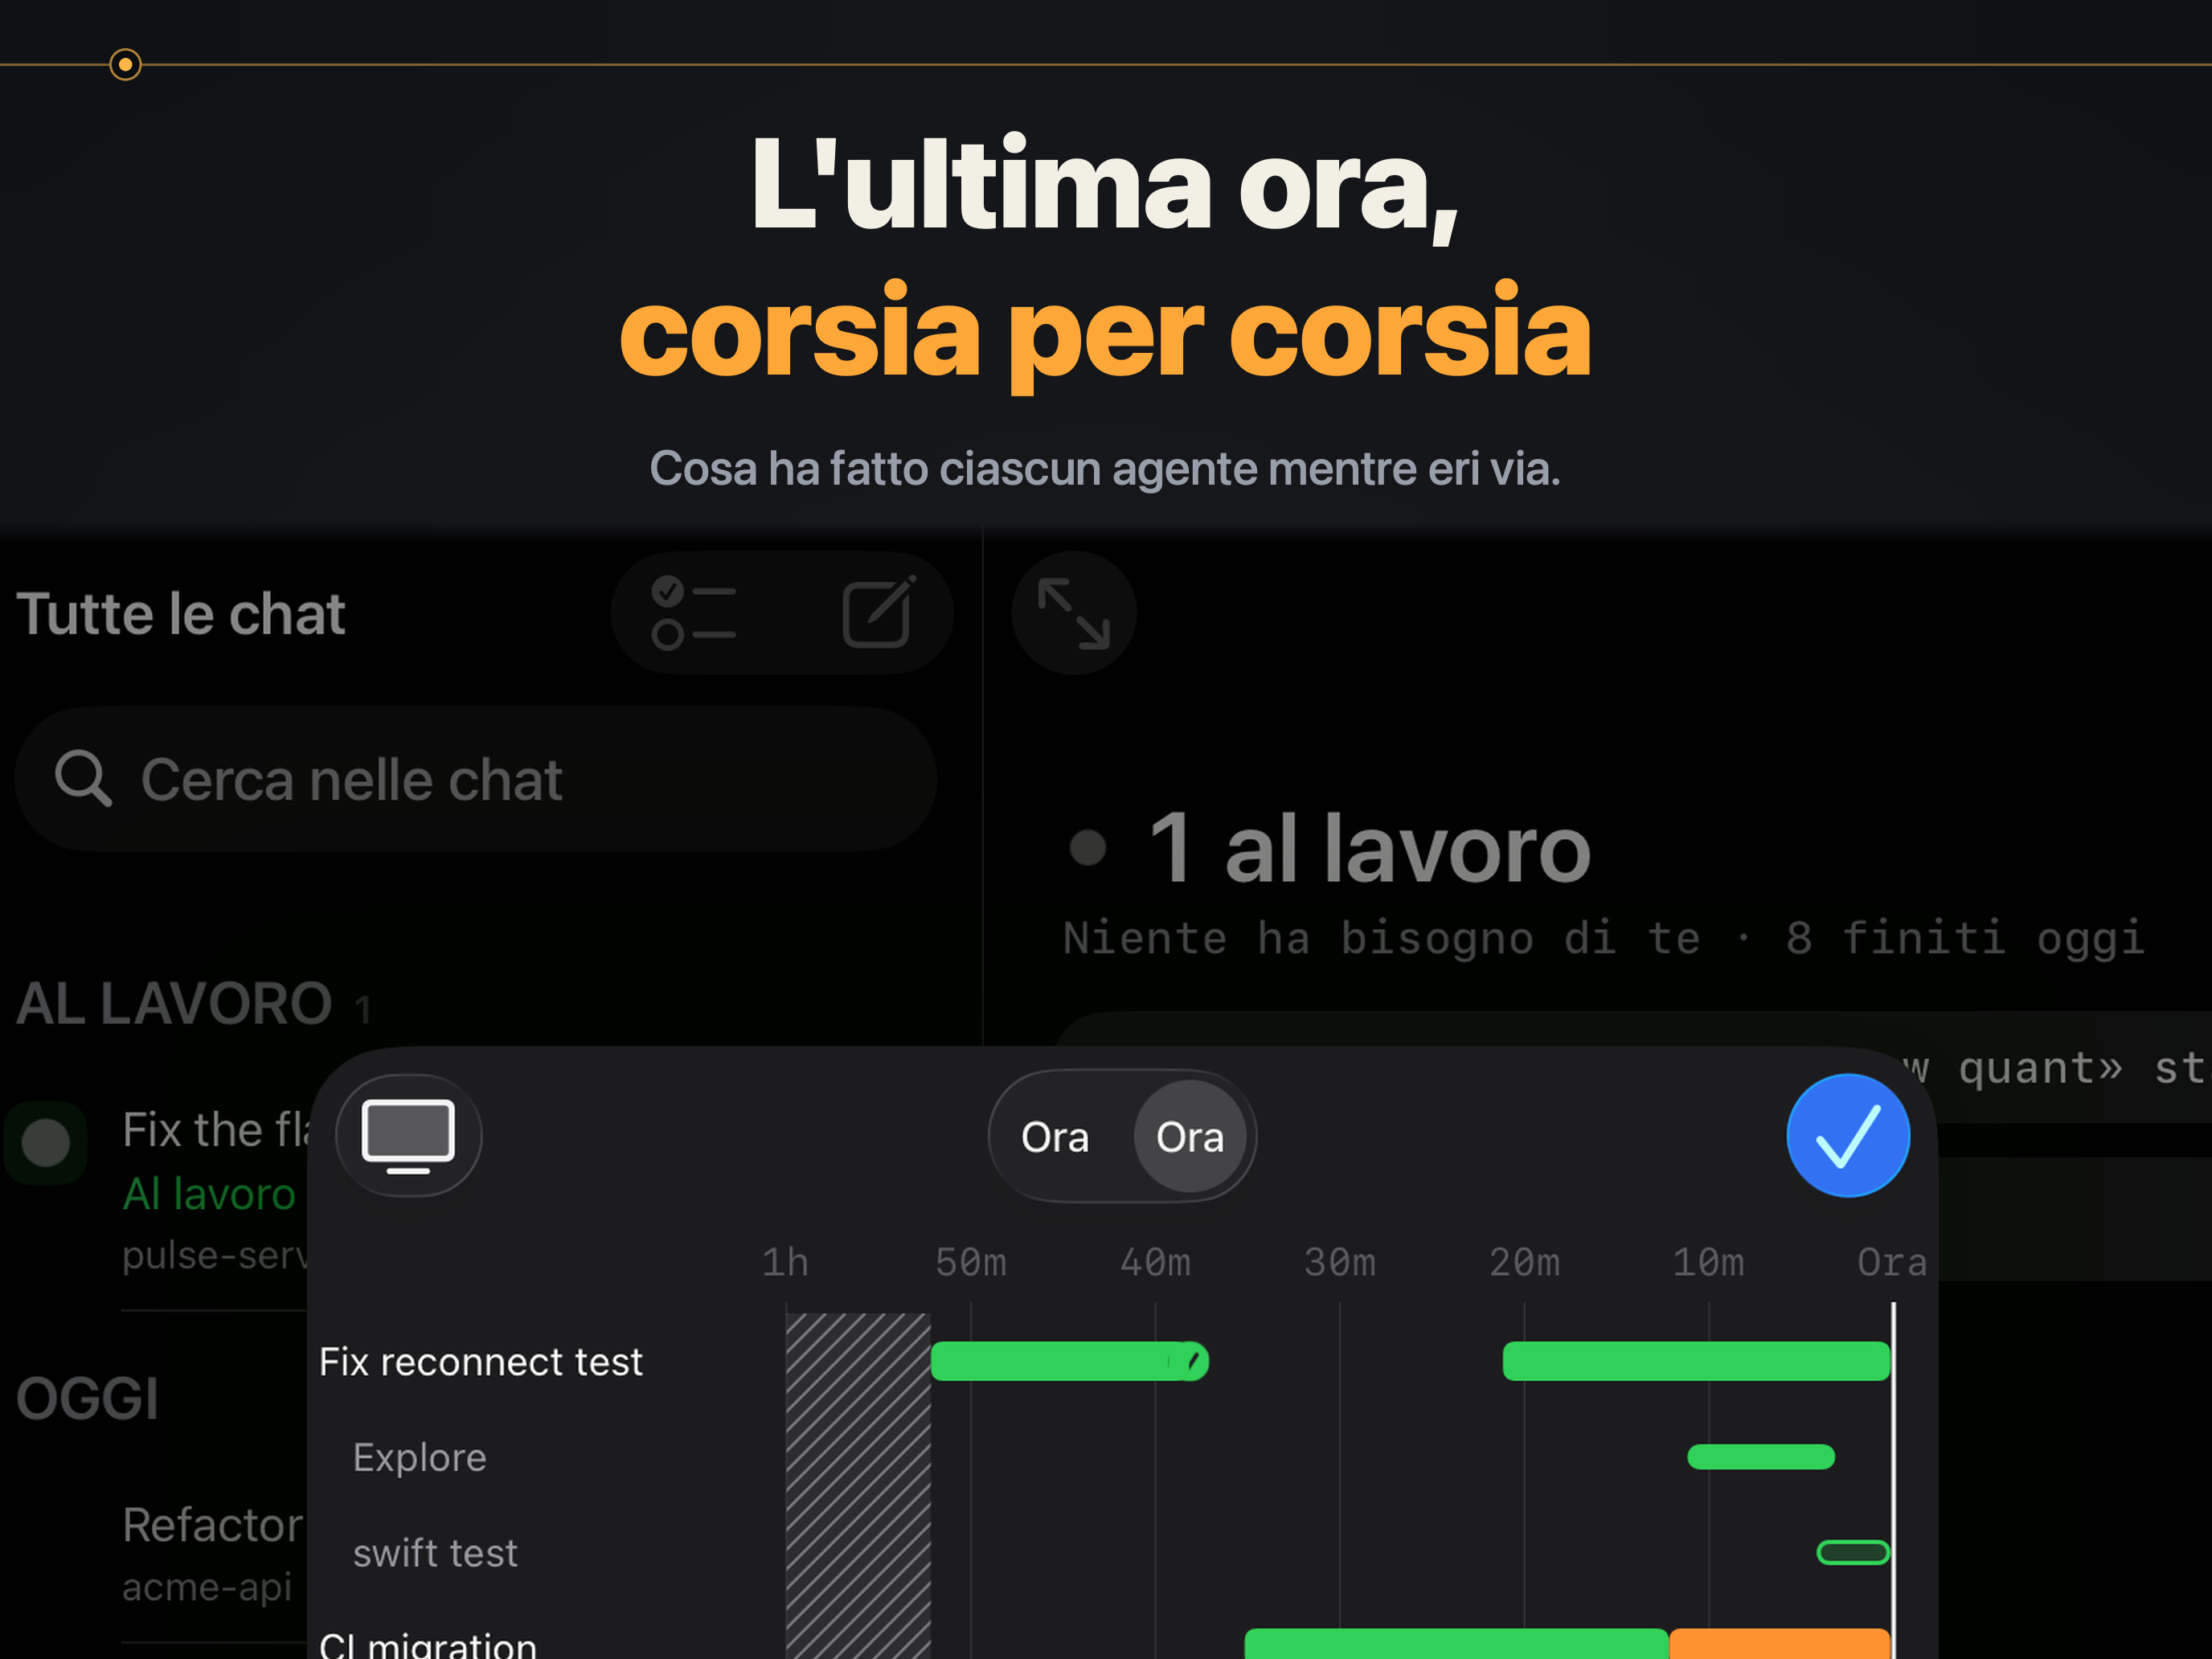 L'ultima ora,
corsia per corsia
Cosa ha fatto ciascun agente mentre eri via.
Tutte le chat
Cerca nelle chat
AL LAVORO 1
Fix the
Al lavoro
OGGI
Refactor
acme-api
1 al lavoro
Niente ha bisogno di te · 8 finiti oggi
quant»
Ora Ora
1h 50m 40m 30m 20m 10m Ora
Fix reconnect test
Explore
swift test
CI migration